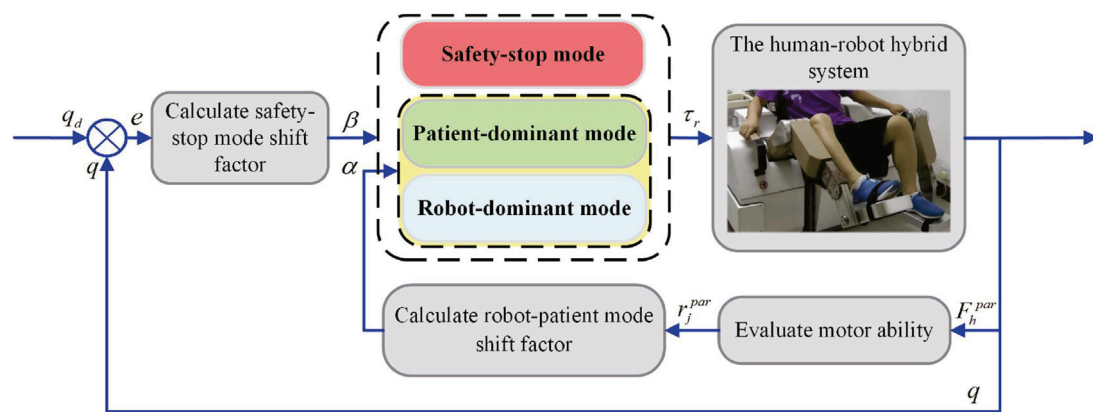 q_d
e
q
Calculate safety-
stop mode shift
factor
β
α
Safety-stop mode
Patient-dominant mode
Robot-dominant mode
τ_r
The human-robot hybrid
system
Calculate robot-patient mode
shift factor
r_j^{par}
Evaluate motor ability
F_h^{par}
q